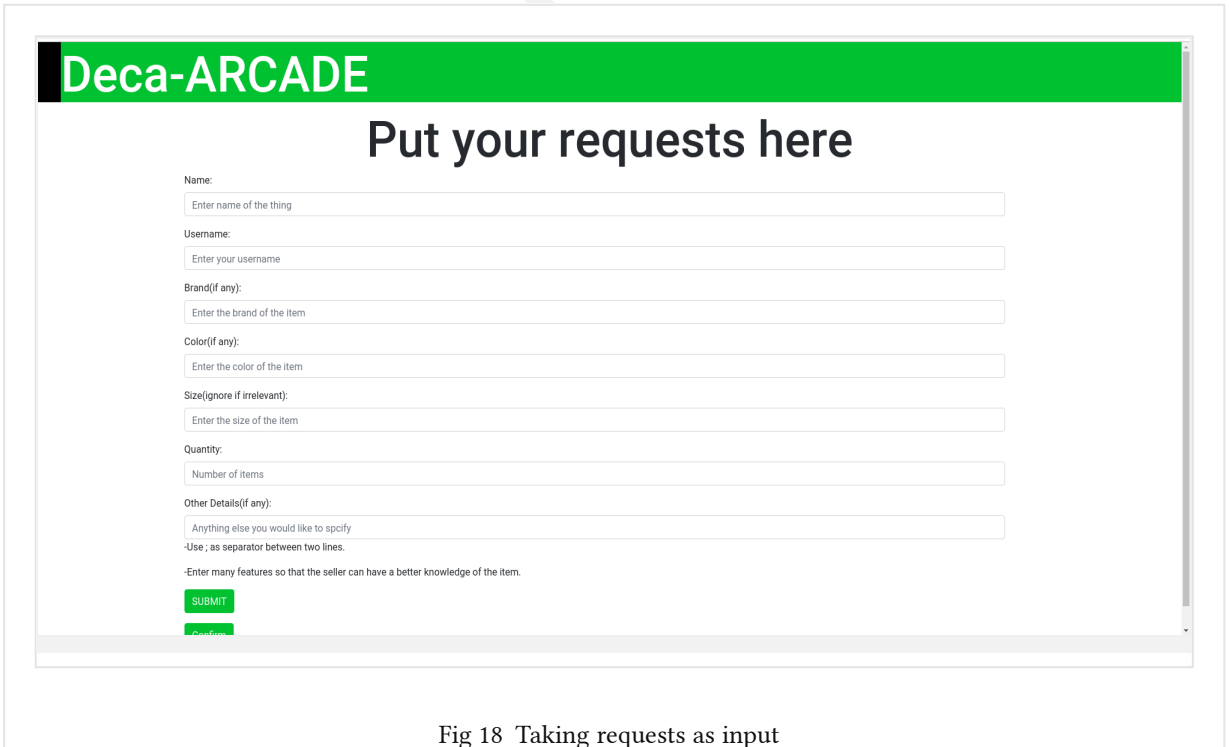 Deca-ARCADE
Put your requests here
Name:
Enter name of the thing
Username:
Enter your username
Brand(if any):
Enter the brand of the item
Color(if any):
Enter the color of the item
Size(ignore if irrelevant):
Enter the size of the item
Quantity:
Number of items
Other Details(if any):
Anything else you would like to spcify
-Use ; as separator between two lines.
-Enter many features so that the seller can have a better knowledge of the item.
SUBMIT
Confirm
Fig 18 Taking requests as input